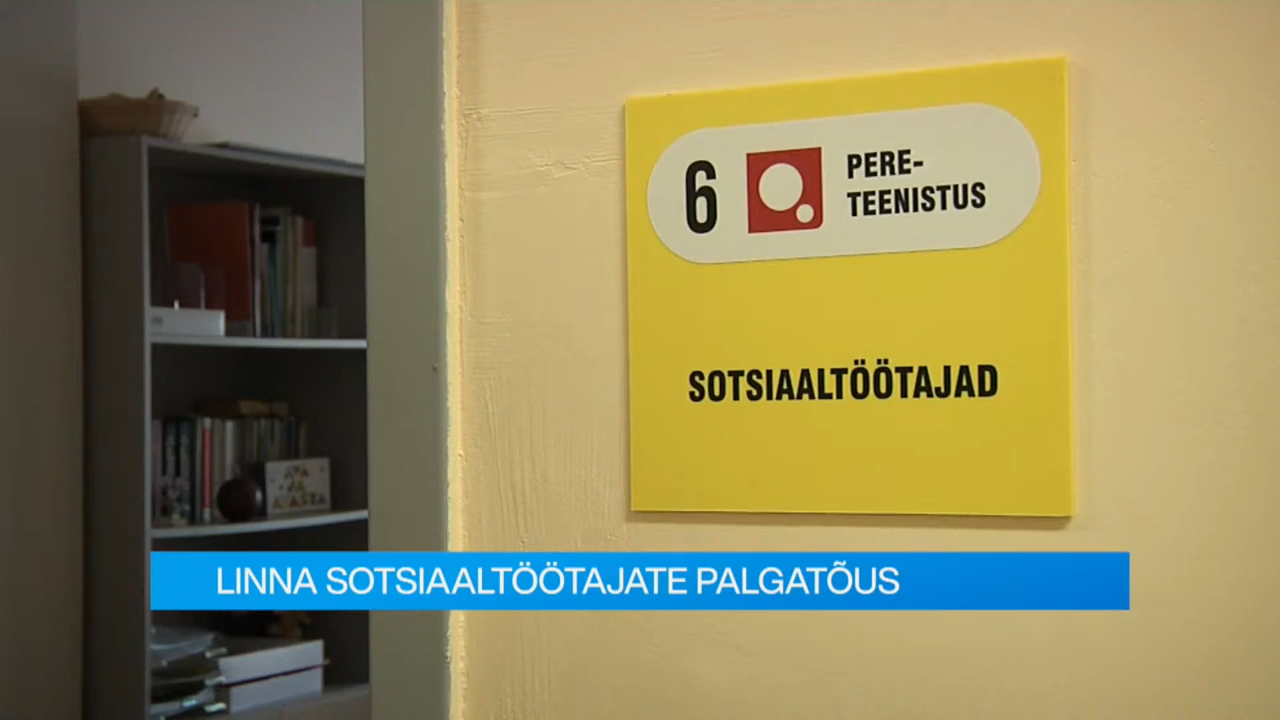 6
PERE-
TEENISTUS
SOTSIAALTÖÖTAJAD
LINNA SOTSIAALTÖÖTAJATE PALGATÕUS